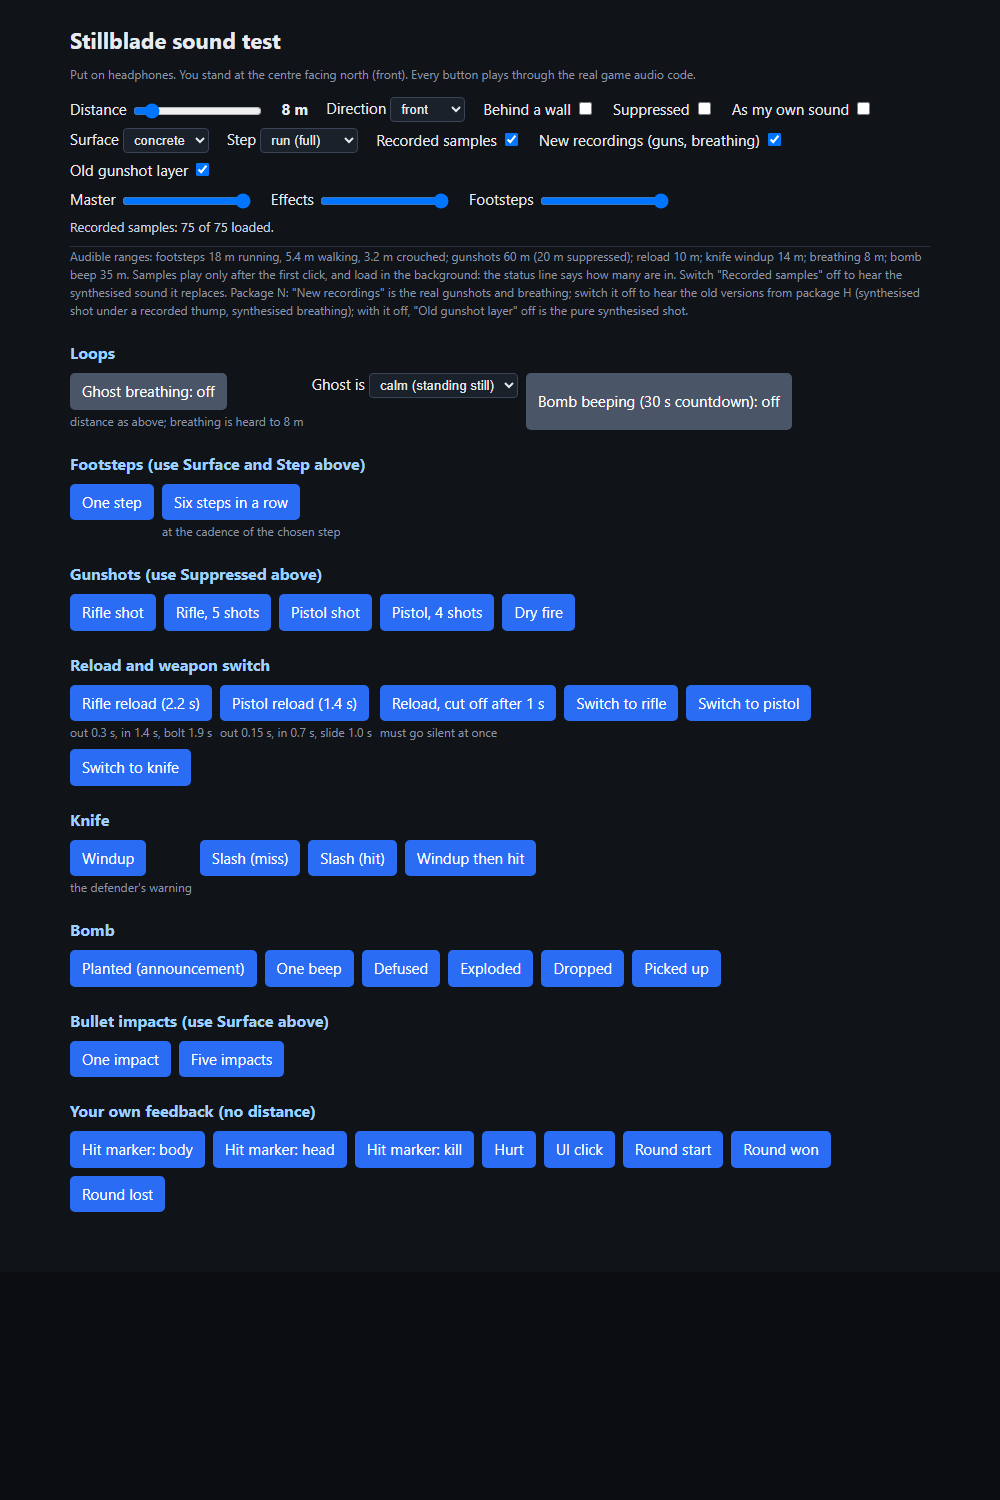 Stillblade sound test
Put on headphones. You stand at the centre facing north (front). Every button plays through the real game audio code.
Distance 8 m Direction front Behind a wall Suppressed As my own sound
Surface concrete Step run (full) Recorded samples New recordings (guns, breathing)
Old gunshot layer
Master Effects Footsteps
Recorded samples: 75 of 75 loaded.
Audible ranges: footsteps 18 m running, 5.4 m walking, 3.2 m crouched; gunshots 60 m (20 m suppressed); reload 10 m; knife windup 14 m; breathing 8 m; bomb
beep 35 m. Samples play only after the first click, and load in the background: the status line says how many are in. Switch "Recorded samples" off to hear the
synthesised sound it replaces. Package N: "New recordings" is the real gunshots and breathing; switch it off to hear the old versions from package H (synthesised
shot under a recorded thump, synthesised breathing); with it off, "Old gunshot layer" off is the pure synthesised shot.
Loops
Ghost breathing: off Ghost is calm (standing still) Bomb beeping (30 s countdown): off
distance as above; breathing is heard to 8 m
Footsteps (use Surface and Step above)
One step Six steps in a row
at the cadence of the chosen step
Gunshots (use Suppressed above)
Rifle shot Rifle, 5 shots Pistol shot Pistol, 4 shots Dry fire
Reload and weapon switch
Rifle reload (2.2 s) Pistol reload (1.4 s) Reload, cut off after 1 s Switch to rifle Switch to pistol
out 0.3 s, in 1.4 s, bolt 1.9 s out 0.15 s, in 0.7 s, slide 1.0 s must go silent at once
Switch to knife
Knife
Windup Slash (miss) Slash (hit) Windup then hit
the defender's warning
Bomb
Planted (announcement) One beep Defused Exploded Dropped Picked up
Bullet impacts (use Surface above)
One impact Five impacts
Your own feedback (no distance)
Hit marker: body Hit marker: head Hit marker: kill Hurt UI click Round start Round won
Round lost